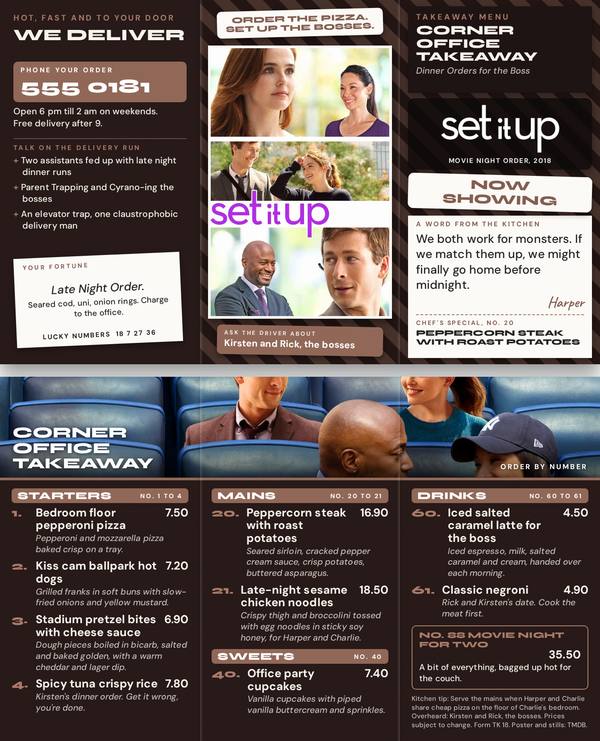 HOT, FAST AND TO YOUR DOOR
WE DELIVER
PHONE YOUR ORDER
555 0181
Open 6 pm till 2 am on weekends.
Free delivery after 9.
TALK ON THE DELIVERY RUN
+ Two assistants fed up with late night
dinner runs
+ Parent Trapping and Cyrano-ing the
bosses
+ An elevator trap, one claustrophobic
delivery man
YOUR FORTUNE
Late Night Order.
Seared cod, uni, onion rings. Charge
to the office.
LUCKY NUMBERS 18 7 27 36
ORDER THE PIZZA.
SET UP THE BOSSES.
set it up
ASK THE DRIVER ABOUT
Kirsten and Rick, the bosses
TAKEAWAY MENU
CORNER
OFFICE
TAKEAWAY
Dinner Orders for the Boss
set it up
MOVIE NIGHT ORDER, 2018
NOW
SHOWING
A WORD FROM THE KITCHEN
We both work for monsters. If
we match them up, we might
finally go home before
midnight.
Harper
CHEF'S SPECIAL, NO. 20
PEPPERCORN STEAK
WITH ROAST POTATOES
CORNER
OFFICE
TAKEAWAY
ORDER BY NUMBER
STARTERS NO. 1 TO 4
1. Bedroom floor 7.50
pepperoni pizza
Pepperoni and mozzarella pizza
baked crisp on a tray.
2. Kiss cam ballpark hot 7.20
dogs
Grilled franks in soft buns with slow-
fried onions and yellow mustard.
3. Stadium pretzel bites 6.90
with cheese sauce
Dough pieces boiled in bicarb, salted
and baked golden, with a warm
cheddar and lager dip.
4. Spicy tuna crispy rice 7.80
Kirsten's dinner order. Get it wrong,
you're done.
MAINS NO. 20 TO 21
20. Peppercorn steak 16.90
with roast
potatoes
Seared sirloin, cracked pepper
cream sauce, crisp potatoes,
buttered asparagus.
21. Late-night sesame 18.50
chicken noodles
Crispy thigh and broccolini tossed
with egg noodles in sticky soy
honey, for Harper and Charlie.
SWEETS NO. 40
40. Office party 7.40
cupcakes
Vanilla cupcakes with piped
vanilla buttercream and sprinkles.
DRINKS NO. 60 TO 61
60. Iced salted 4.50
caramel latte for
the boss
Iced espresso, milk, salted
caramel and cream, handed over
each morning.
61. Classic negroni 4.90
Rick and Kirsten's date. Cook the
meat first.
NO. 88 MOVIE NIGHT
FOR TWO
35.50
A bit of everything, bagged up hot for
the couch.
Kitchen tip: Serve the mains when Harper and Charlie
share cheap pizza on the floor of Charlie's bedroom.
Overheard: Kirsten and Rick, the bosses. Prices
subject to change. Form TK 18. Poster and stills: TMDB.